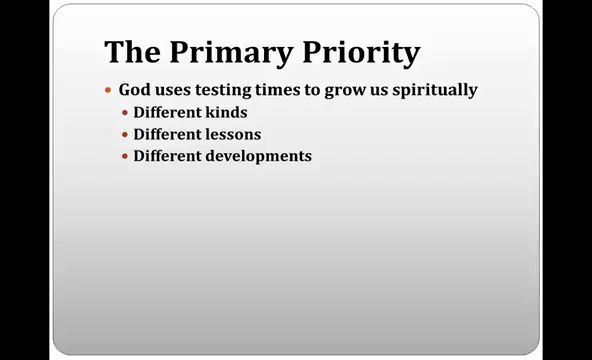 The Primary Priority
God uses testing times to grow us spiritually
Different kinds
Different lessons
Different developments